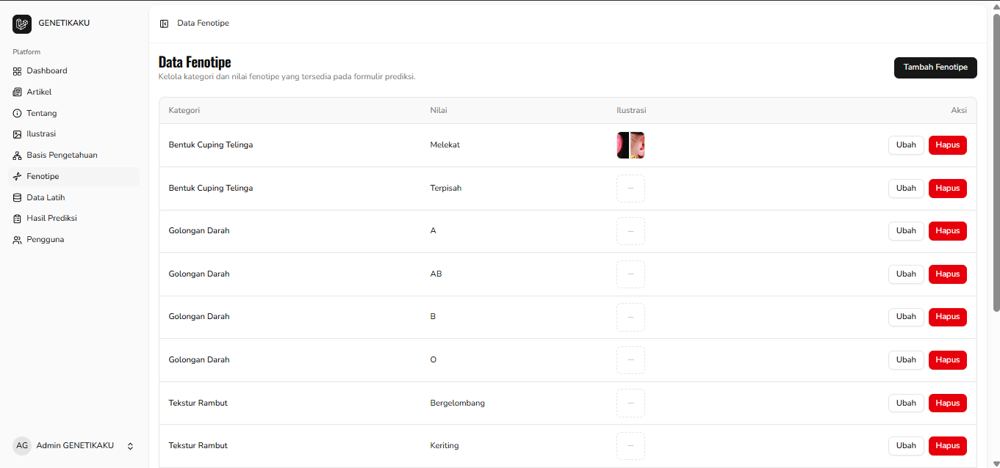 GENETIKAKU
Platform
Dashboard
Artikel
Tentang
Ilustrasi
Basis Pengetahuan
Fenotipe
Data Latih
Hasil Prediksi
Pengguna
AG Admin GENETIKAKU
Data Fenotipe
Data Fenotipe
Kelola kategori dan nilai fenotipe yang tersedia pada formulir prediksi.
Tambah Fenotipe
Kategori Nilai Ilustrasi Aksi
Bentuk Cuping Telinga Melekat Ubah Hapus
Bentuk Cuping Telinga Terpisah — Ubah Hapus
Golongan Darah A — Ubah Hapus
Golongan Darah AB — Ubah Hapus
Golongan Darah B — Ubah Hapus
Golongan Darah O — Ubah Hapus
Tekstur Rambut Bergelombang — Ubah Hapus
Tekstur Rambut Keriting — Ubah Hapus